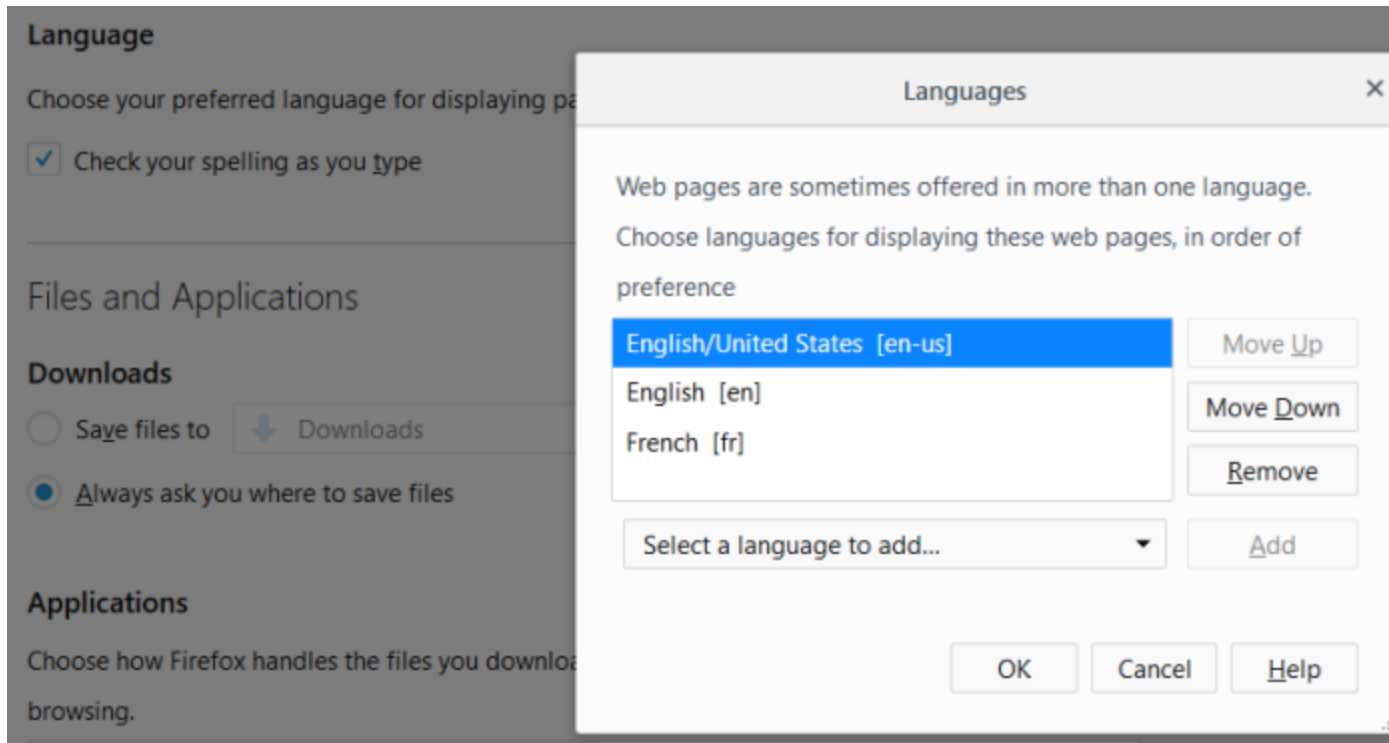 Language
Choose your preferred language for displaying pa
Check your spelling as you type
Files and Applications
Downloads
Save files to
Downloads
Always ask you where to save files
Applications
Choose how Firefox handles the files you downloa
browsing.
Languages
Web pages are sometimes offered in more than one language.
Choose languages for displaying these web pages, in order of
preference
English/United States [en-us]
English [en]
French [fr]
Move Up
Move Down
Remove
Select a language to add...
Add
OK
Cancel
Help